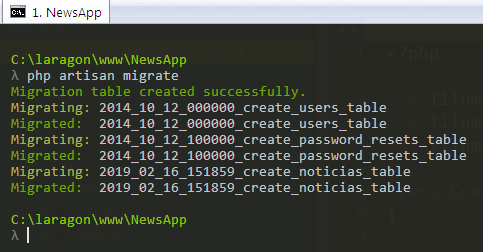 1. NewsApp
C:\laragon\www\NewsApp
λ php artisan migrate
Migration table created successfully.
Migrating: 2014_10_12_000000_create_users_table
Migrated:  2014_10_12_000000_create_users_table
Migrating: 2014_10_12_100000_create_password_resets_table
Migrated:  2014_10_12_100000_create_password_resets_table
Migrating: 2019_02_16_151859_create_noticias_table
Migrated:  2019_02_16_151859_create_noticias_table
C:\laragon\www\NewsApp
λ